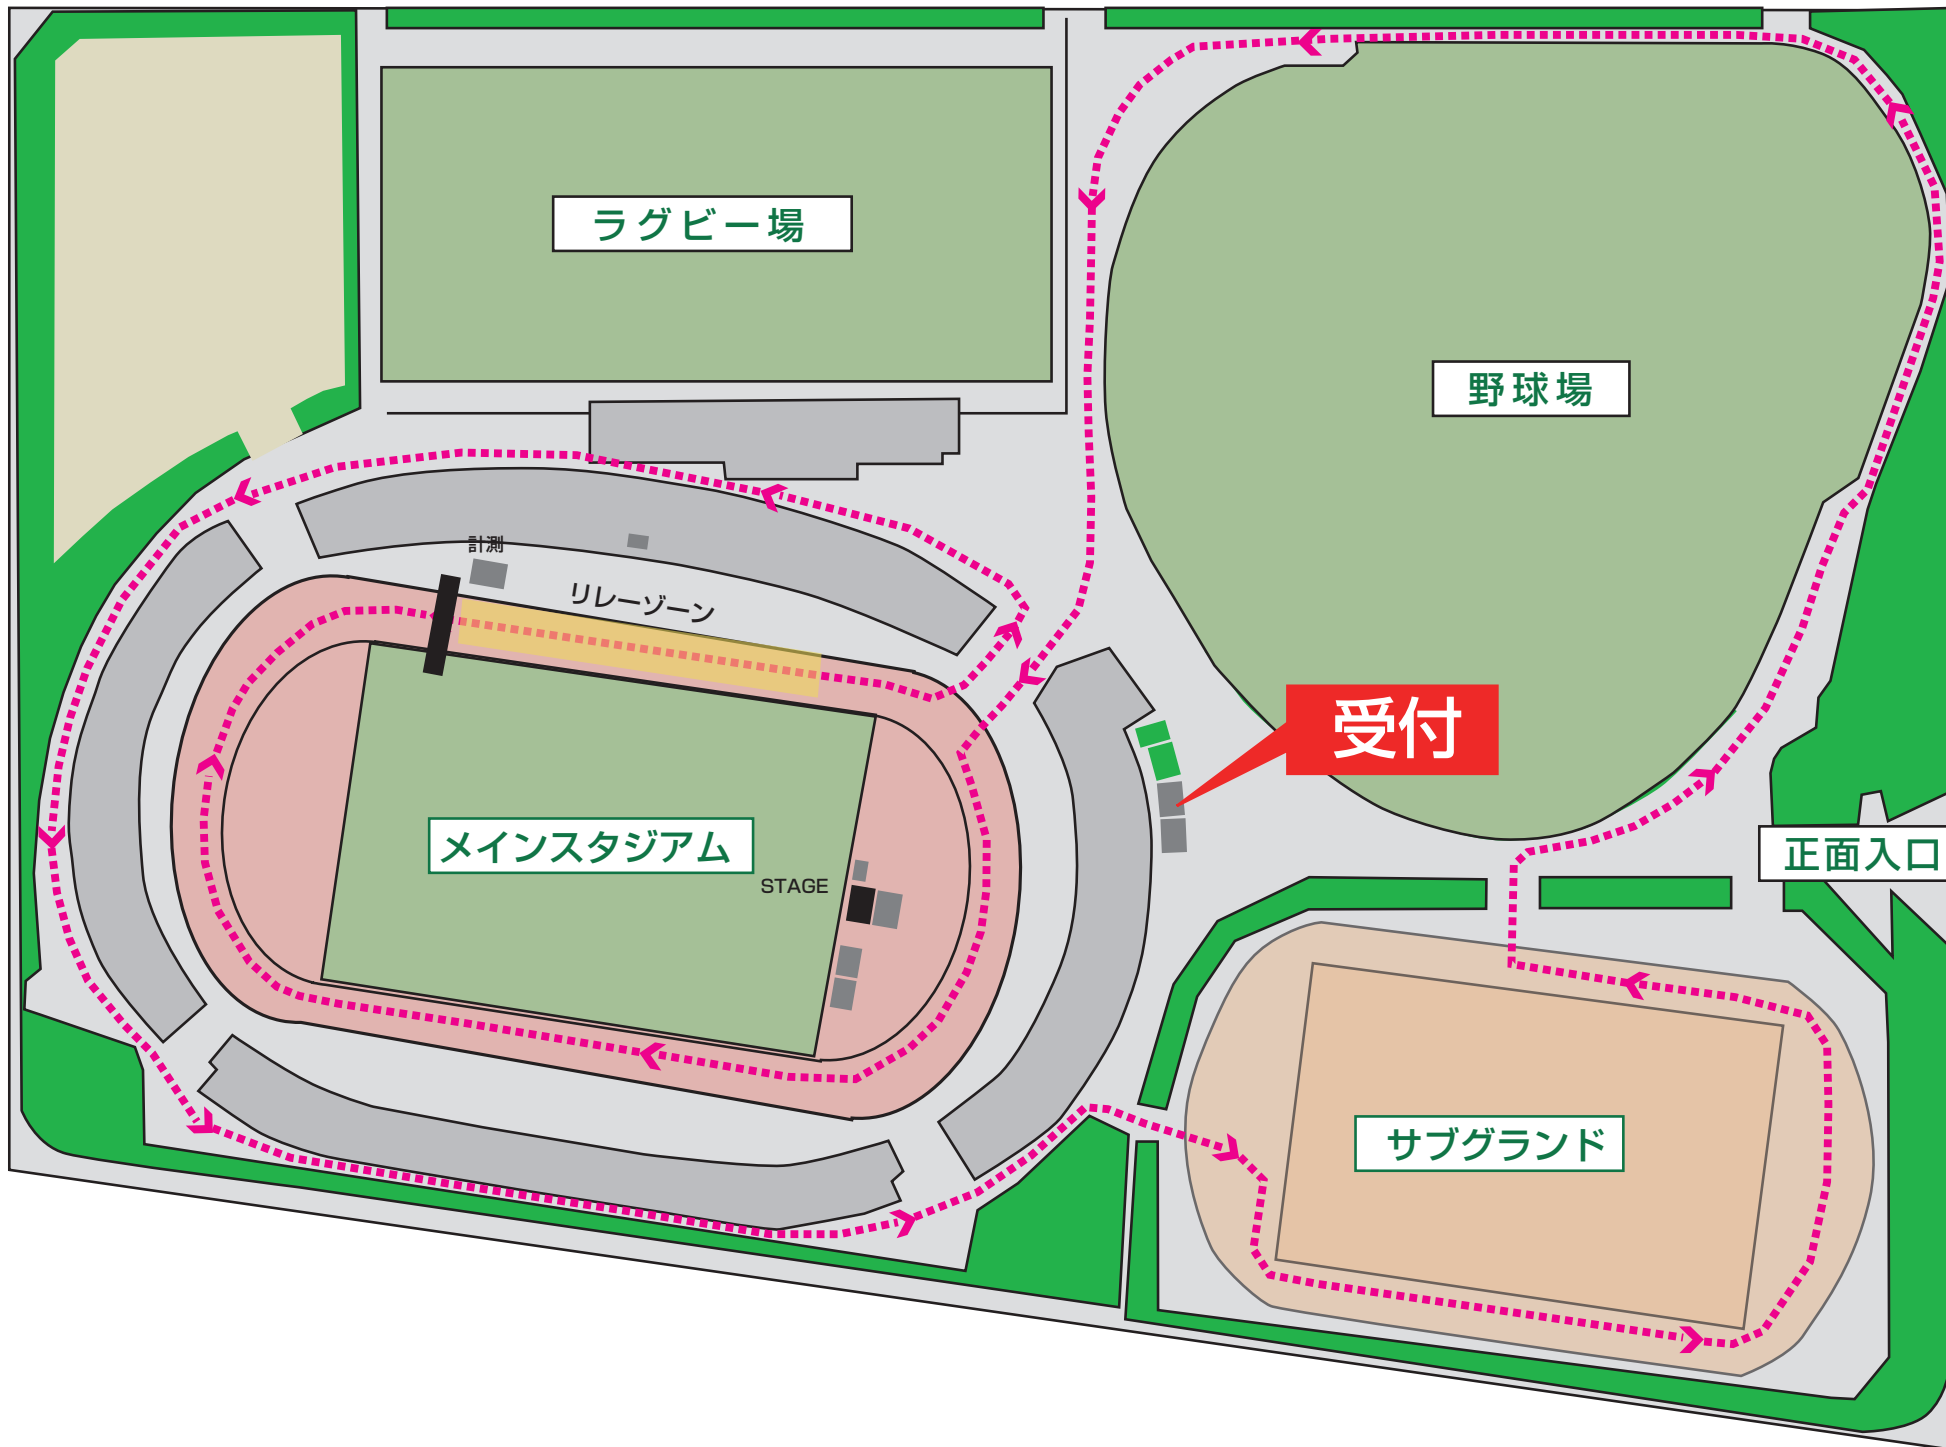 ラグビー場
野球場
計測
リレーゾーン
受付
メインスタジアム
STAGE
正面入口
サブグランド